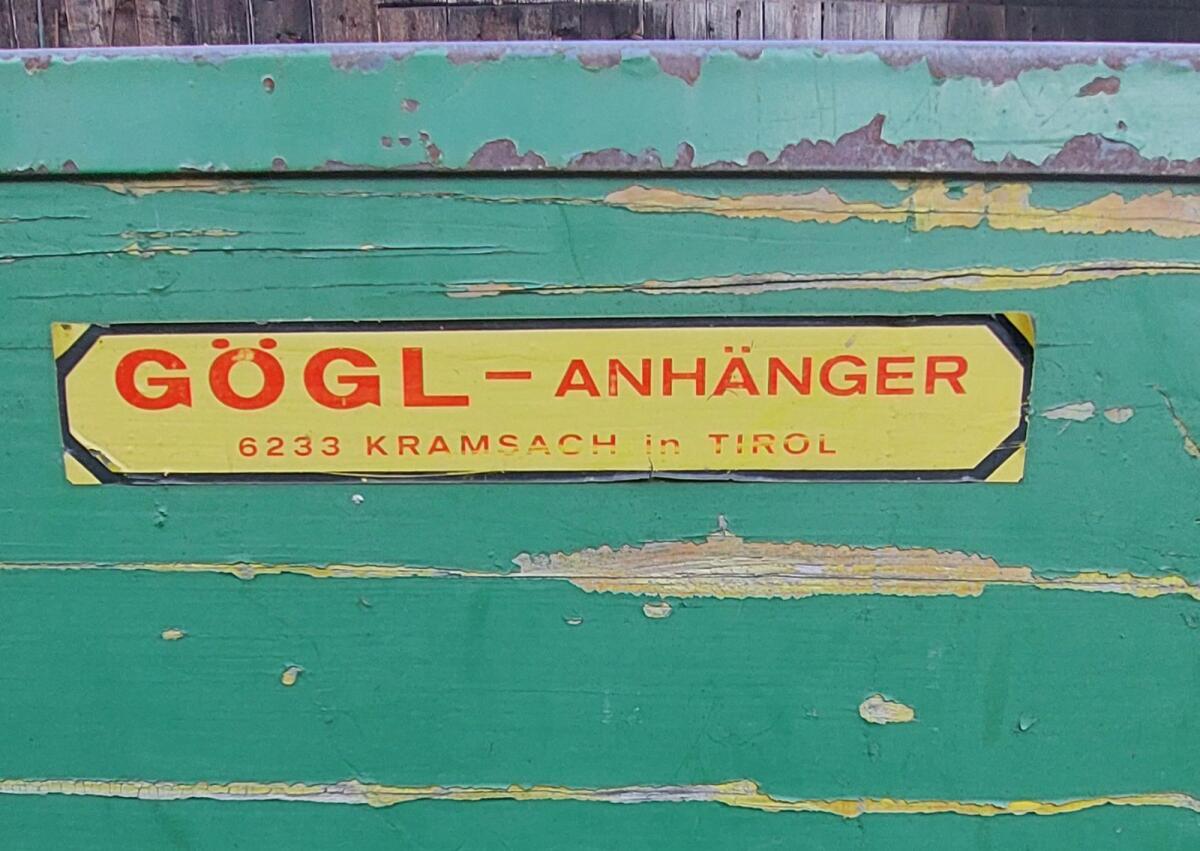 GÖGL – ANHÄNGER
6233 KRAMSACH in TIROL